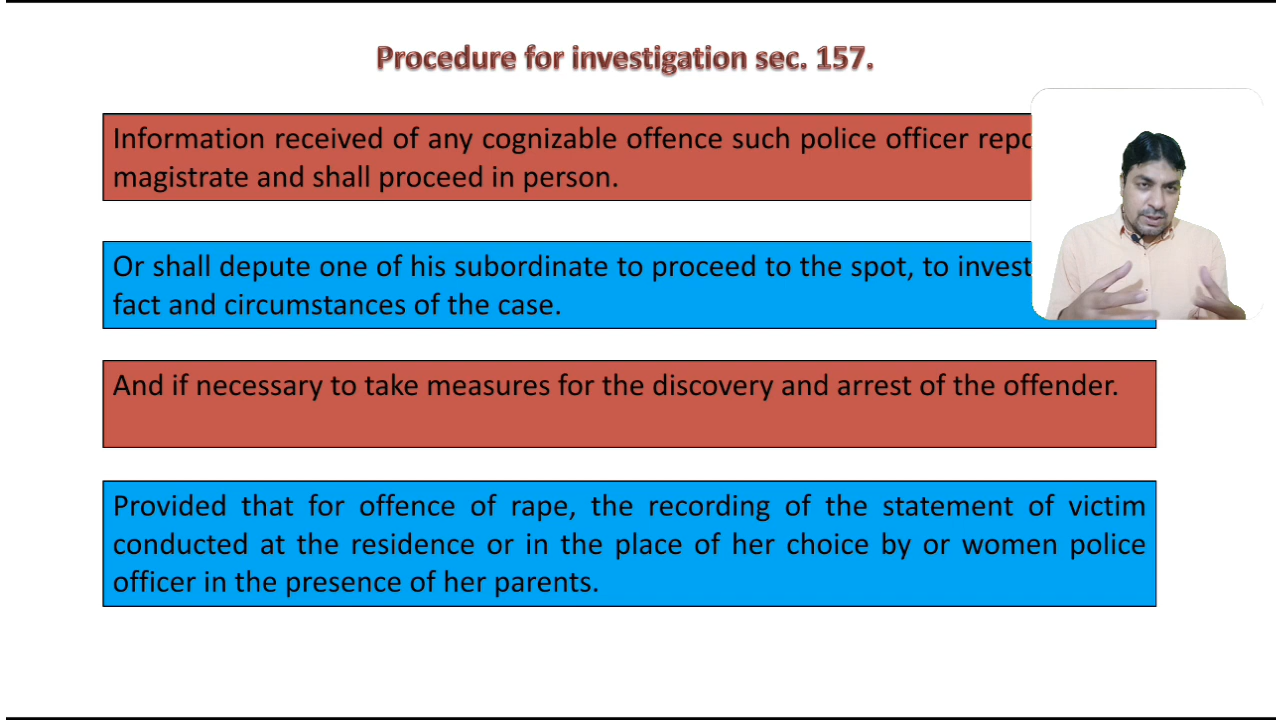 Procedure for investigation sec. 157.
Information received of any cognizable offence such police officer
magistrate and shall proceed in person.
Or shall depute one of his subordinate to proceed to the spot, to
fact and circumstances of the case.
And if necessary to take measures for the discovery and arrest of the offender.
Provided that for offence of rape, the recording of the statement of victim
conducted at the residence or in the place of her choice by or women police
officer in the presence of her parents.